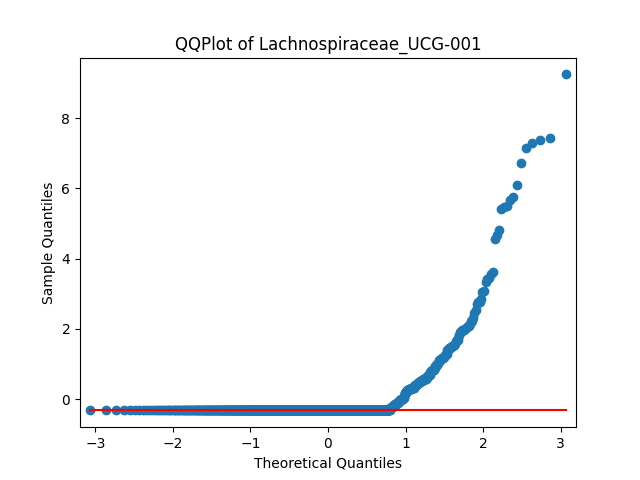 QQPlot of Lachnospiraceae_UCG-001
8
6
4
2
0
Sample Quantiles
−3 −2 −1 0 1 2 3
Theoretical Quantiles